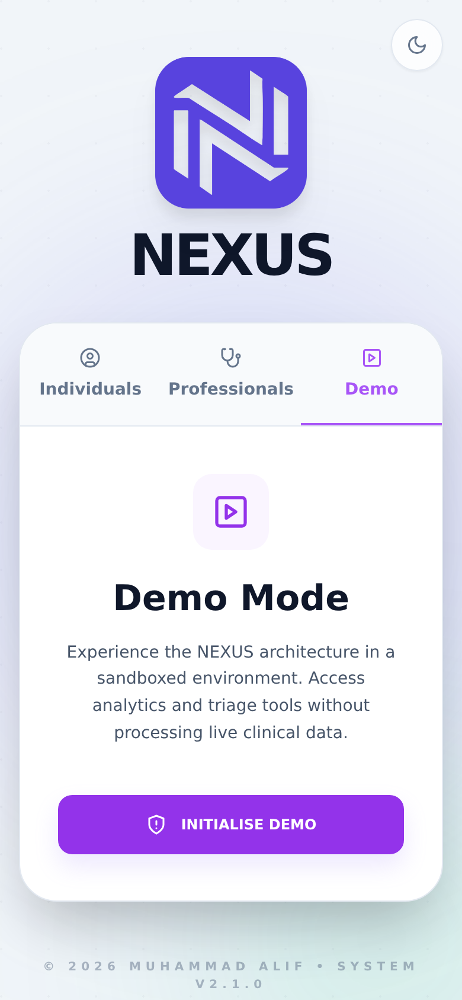 NEXUS
Individuals
Professionals
Demo
Demo Mode
Experience the NEXUS architecture in a
sandboxed environment. Access
analytics and triage tools without
processing live clinical data.
INITIALISE DEMO
© 2026 MUHAMMAD ALIF • SYSTEM
V2.1.0